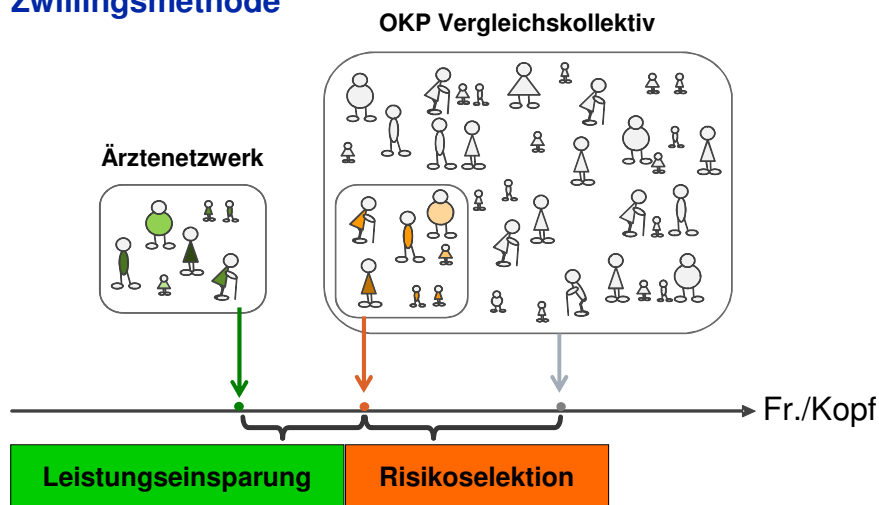 Zwillingsmethode
OKP Vergleichskollektiv
Ärztenetzwerk
Fr./Kopf
Leistungseinsparung
Risikoselektion